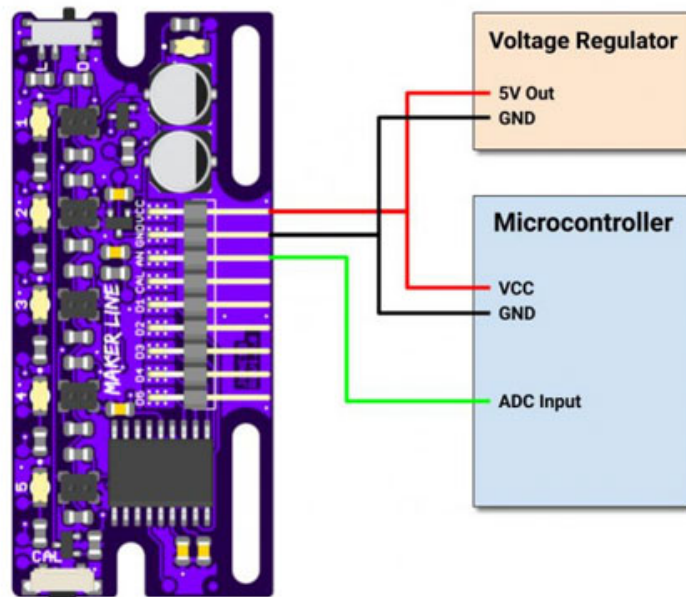 L
D
1
2
3
4
5
CAL
MAKER LINE
VCC
GND
AN
CAL
D1
D2
D3
D4
D5
Voltage Regulator
5V Out
GND
Microcontroller
VCC
GND
ADC Input